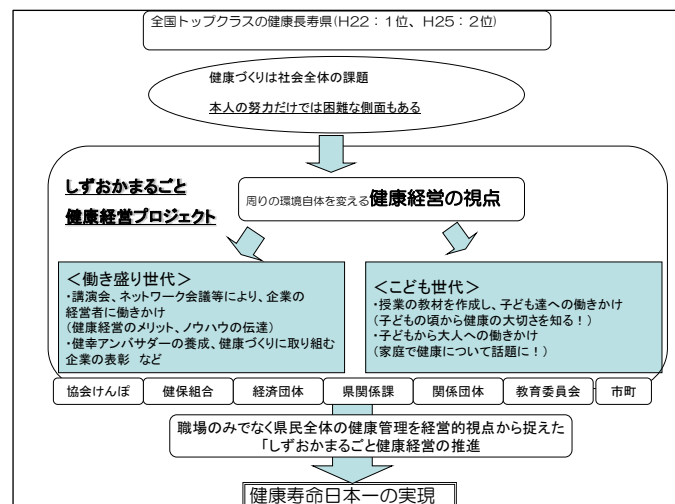 全国トップクラスの健康長寿県(H22:1位、H25:2位)
健康づくりは社会全体の課題
本人の努力だけでは困難な側面もある
しずおかまるごと
健康経営プロジェクト
周りの環境自体を変える健康経営の視点
<働き盛り世代>
・講演会、ネットワーク会議等により、企業の
経営者に働きかけ
(健康経営のメリット、ノウハウの伝達)
・健幸アンバサダーの養成、健康づくりに取り組む
企業の表彰 など
<こども世代>
・授業の教材を作成し、子ども達への働きかけ
(子どもの頃から健康の大切さを知る!)
・子どもから大人への働きかけ
(家庭で健康について話題に!)
協会けんぽ
健保組合
経済団体
県関係課
関係団体
教育委員会
市町
職場のみでなく県民全体の健康管理を経営的視点から捉えた
「しずおかまるごと健康経営の推進
健康寿命日本一の実現